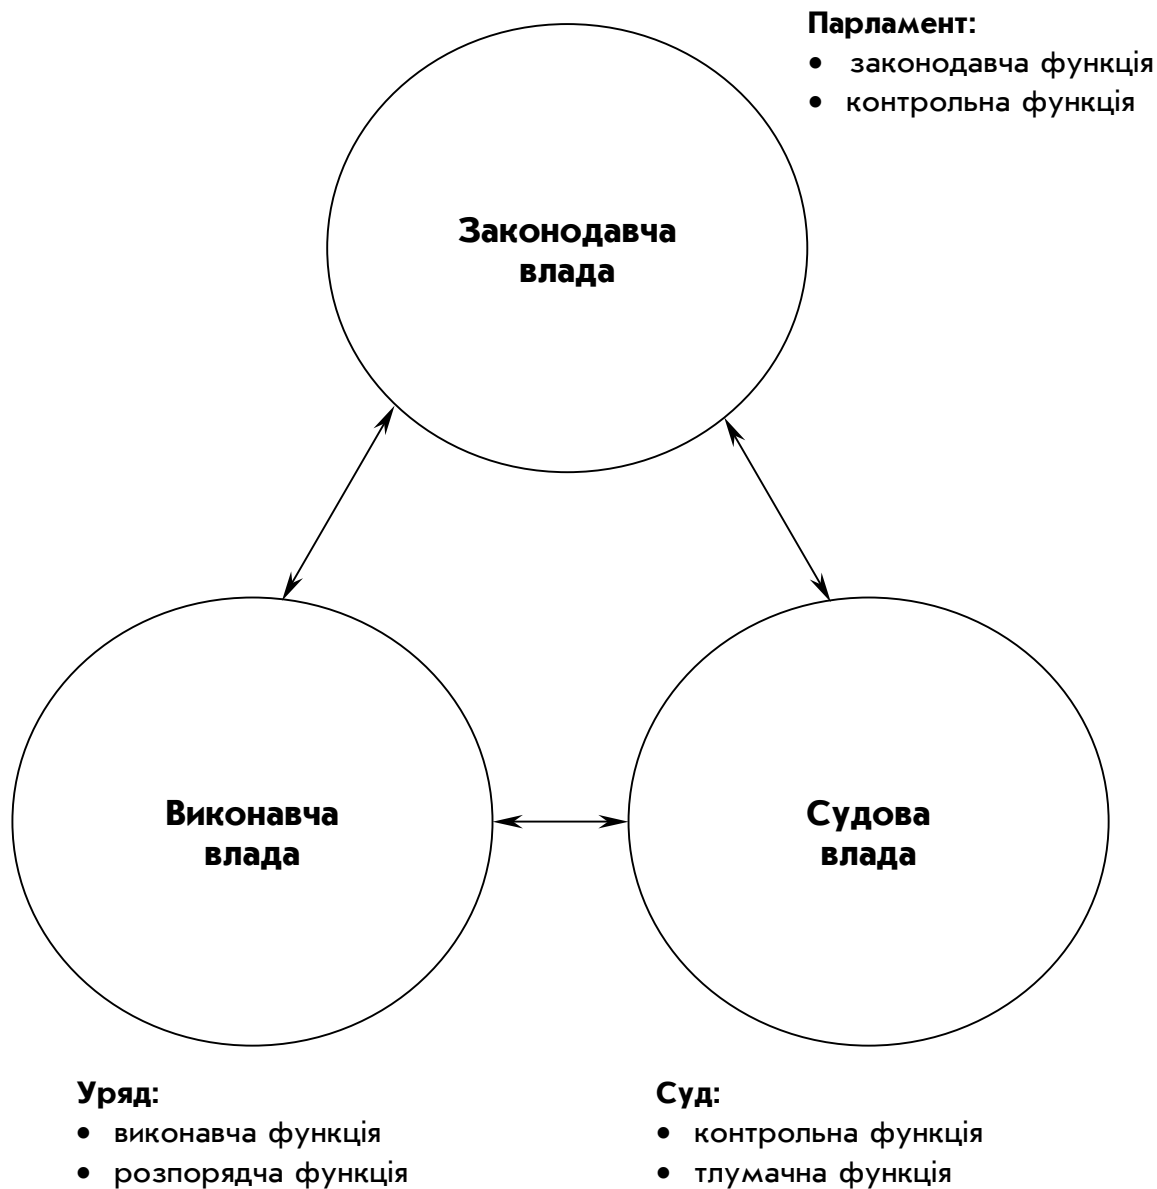 Парламент:
• законодавча функція
• контрольна функція
Законодавча
влада
Виконавча
влада
Судова
влада
Уряд:
• виконавча функція
• розпорядча функція
Суд:
• контрольна функція
• тлумачна функція